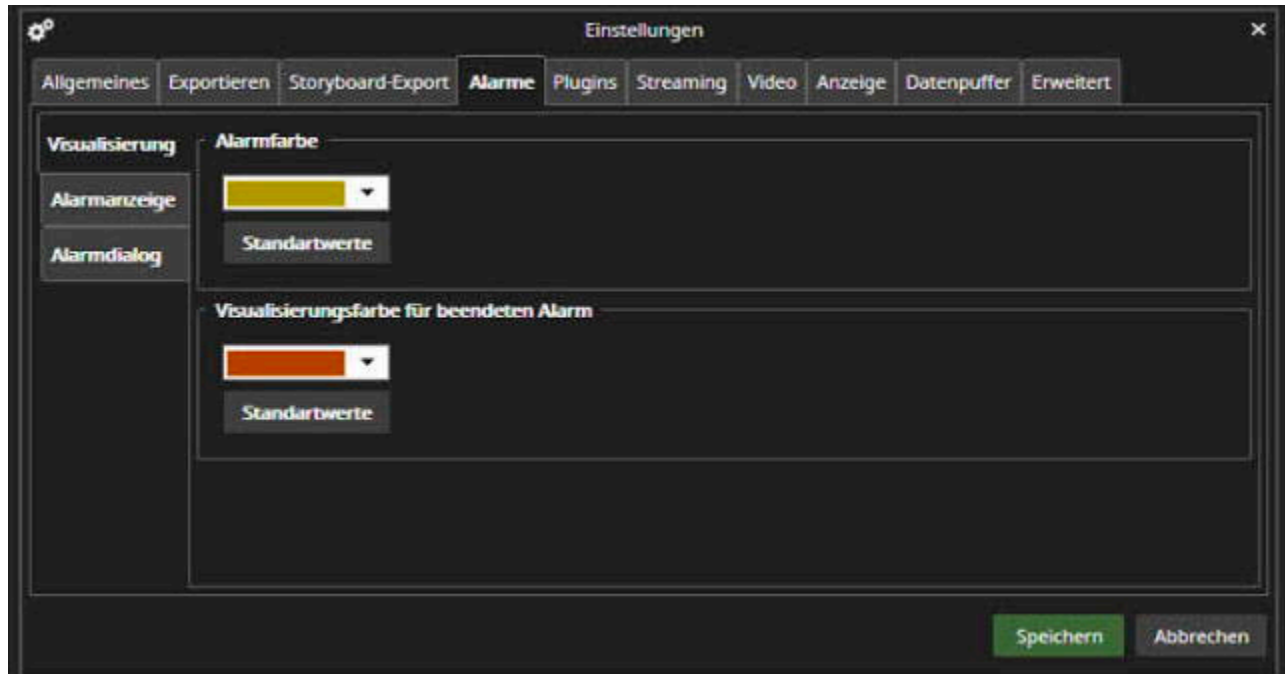 Einstellungen
Allgemeines Exportieren Storyboard-Export Alarme Plugins Streaming Video Anzeige Datenpuffer Erweitert
Visualisierung
Alarmanzeige
Alarmdialog
Alarmfarbe
Standartwerte
Visualisierungsfarbe für beendeten Alarm
Standartwerte
Speichern Abbrechen